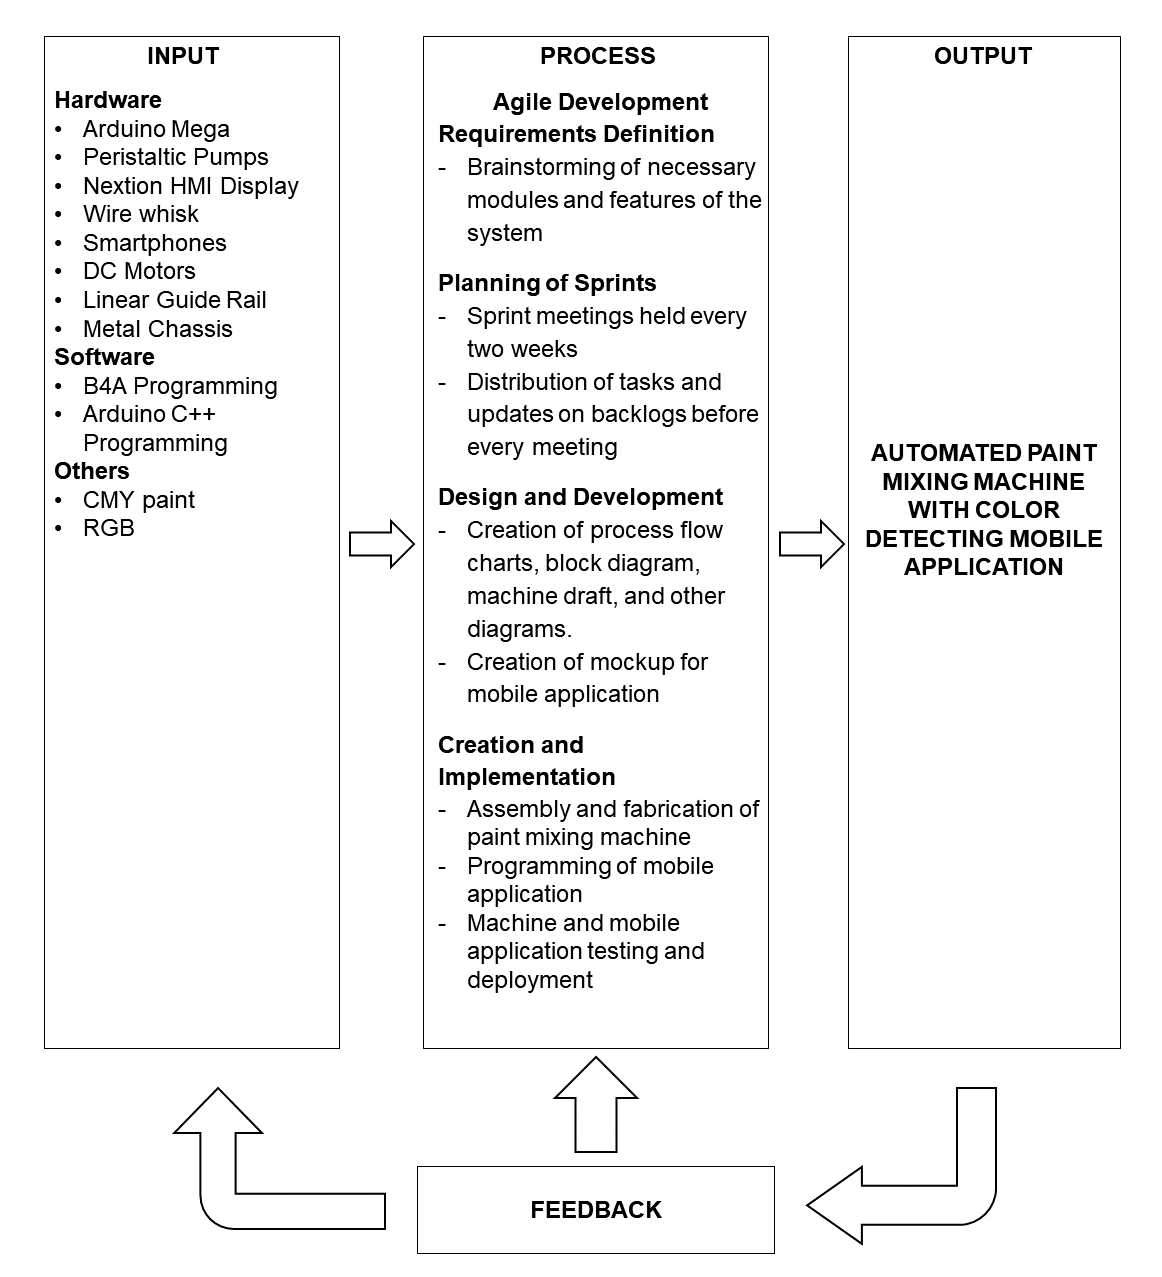 INPUT
Hardware
• Arduino Mega
• Peristaltic Pumps
• Nextion HMI Display
• Wire whisk
• Smartphones
• DC Motors
• Linear Guide Rail
• Metal Chassis
Software
• B4A Programming
• Arduino C++
Programming
Others
• CMY paint
• RGB
PROCESS
Agile Development
Requirements Definition
- Brainstorming of necessary
modules and features of the
system
Planning of Sprints
- Sprint meetings held every
two weeks
- Distribution of tasks and
updates on backlogs before
every meeting
Design and Development
- Creation of process flow
charts, block diagram,
machine draft, and other
diagrams.
- Creation of mockup for
mobile application
Creation and
Implementation
- Assembly and fabrication of
paint mixing machine
- Programming of mobile
application
- Machine and mobile
application testing and
deployment
OUTPUT
AUTOMATED PAINT
MIXING MACHINE
WITH COLOR
DETECTING MOBILE
APPLICATION
FEEDBACK